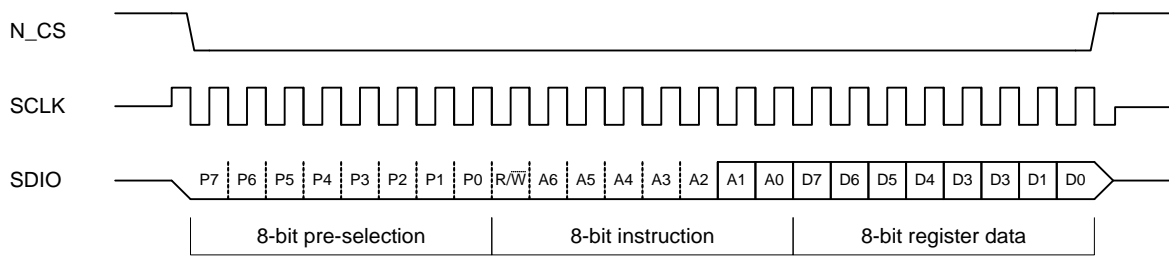 N_CS
SCLK
SDIO P7 P6 P5 P4 P3 P2 P1 P0 R/W̅ A6 A5 A4 A3 A2 A1 A0 D7 D6 D5 D4 D3 D3 D1 D0
8-bit pre-selection 8-bit instruction 8-bit register data